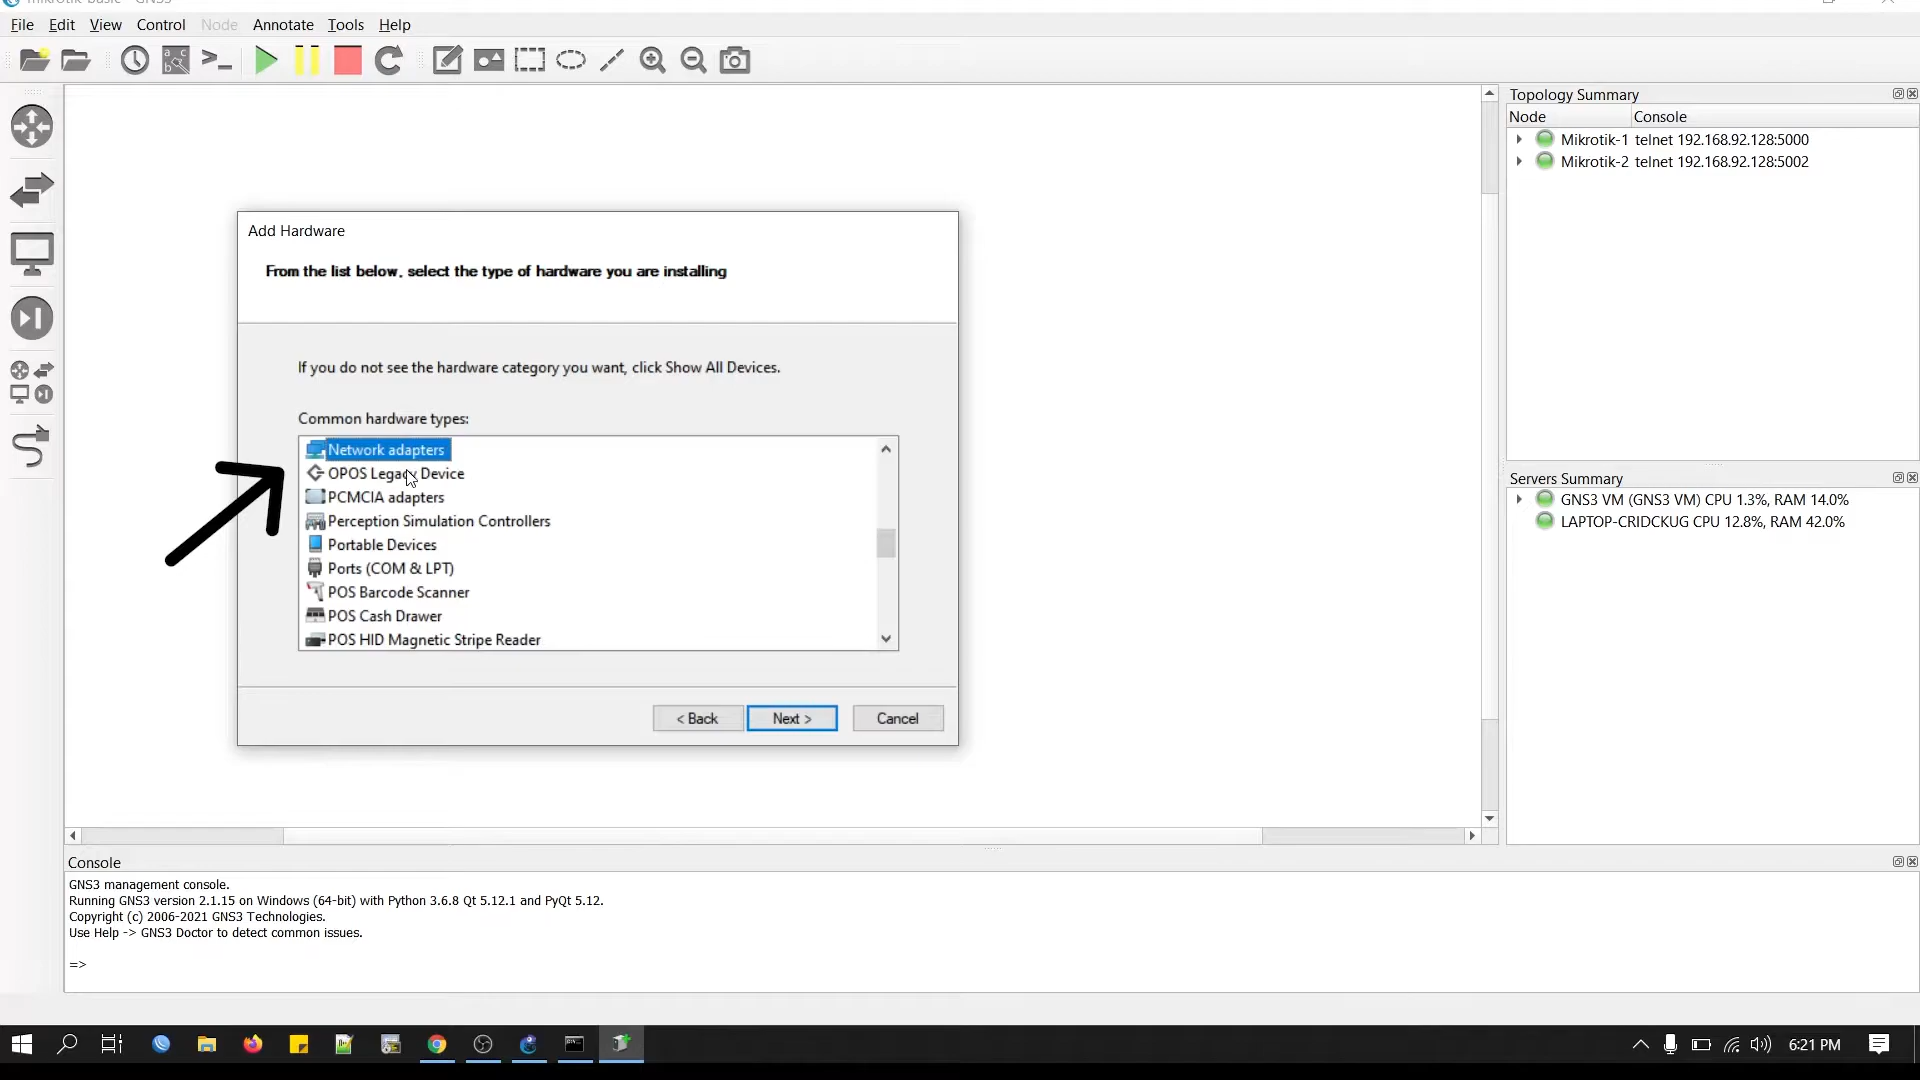 mikrotik-basic - GNS3
File Edit View Control Node Annotate Tools Help
Topology Summary
Node Console
Mikrotik-1 telnet 192.168.92.128:5000
Mikrotik-2 telnet 192.168.92.128:5002
Add Hardware
From the list below, select the type of hardware you are installing
If you do not see the hardware category you want, click Show All Devices.
Common hardware types:
Network adapters
OPOS Legacy Device
PCMCIA adapters
Perception Simulation Controllers
Portable Devices
Ports (COM & LPT)
POS Barcode Scanner
POS Cash Drawer
POS HID Magnetic Stripe Reader
< Back Next > Cancel
Servers Summary
GNS3 VM (GNS3 VM) CPU 1.3%, RAM 14.0%
LAPTOP-CRIDCKUG CPU 12.8%, RAM 42.0%
Console
GNS3 management console.
Running GNS3 version 2.1.15 on Windows (64-bit) with Python 3.6.8 Qt 5.12.1 and PyQt 5.12.
Copyright (c) 2006-2021 GNS3 Technologies.
Use Help -> GNS3 Doctor to detect common issues.
=>
6:21 PM